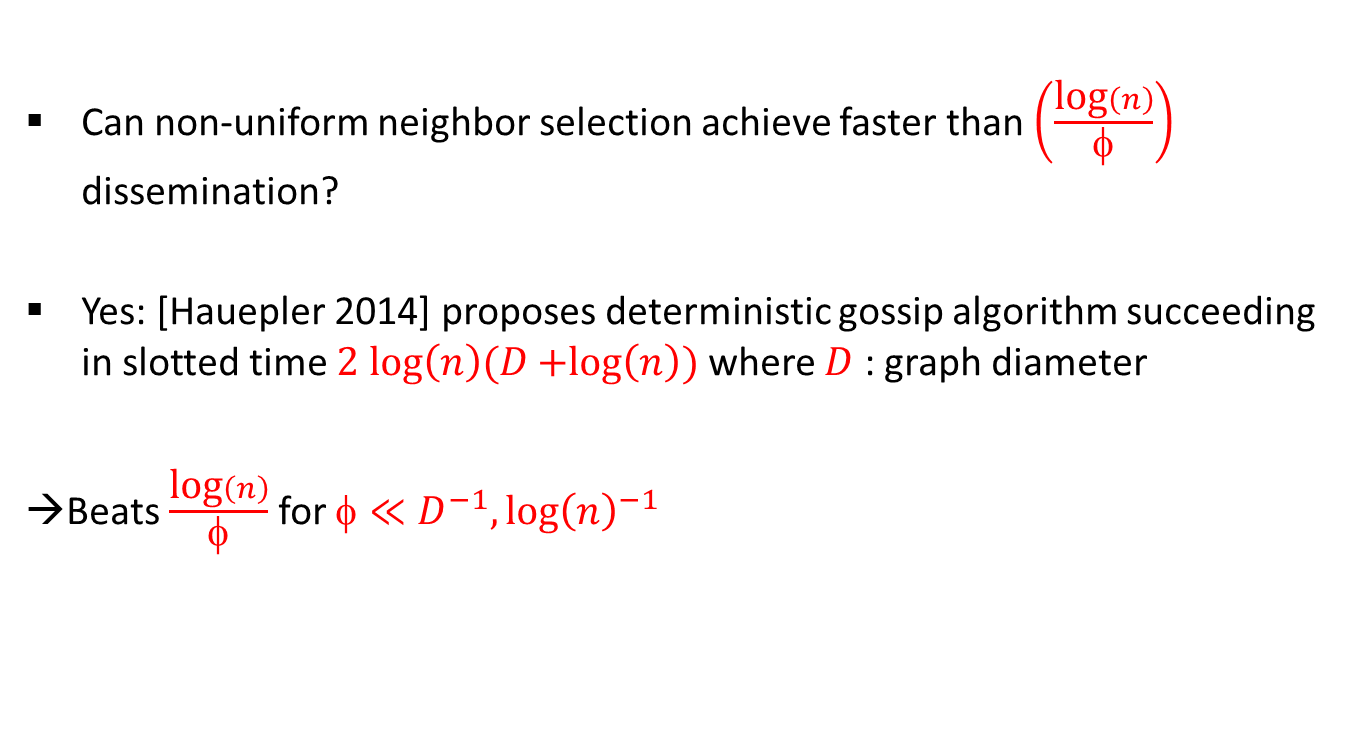 ▪ Can non-uniform neighbor selection achieve faster than (log(n)/ϕ)
dissemination?
▪ Yes: [Hauepler 2014] proposes deterministic gossip algorithm succeeding
in slotted time 2 log(n)(D +log(n)) where D : graph diameter
→Beats log(n)/ϕ for ϕ ≪ D⁻¹, log(n)⁻¹